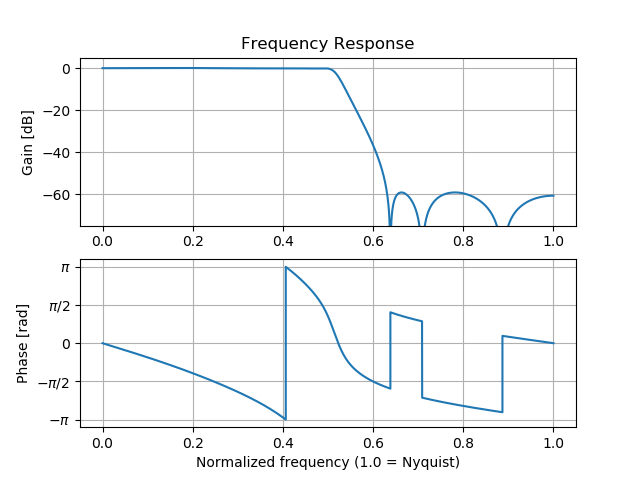 Frequency Response
Gain [dB]
0
−20
−40
−60
0.0 0.2 0.4 0.6 0.8 1.0
Phase [rad]
π
π/2
0
−π/2
−π
0.0 0.2 0.4 0.6 0.8 1.0
Normalized frequency (1.0 = Nyquist)